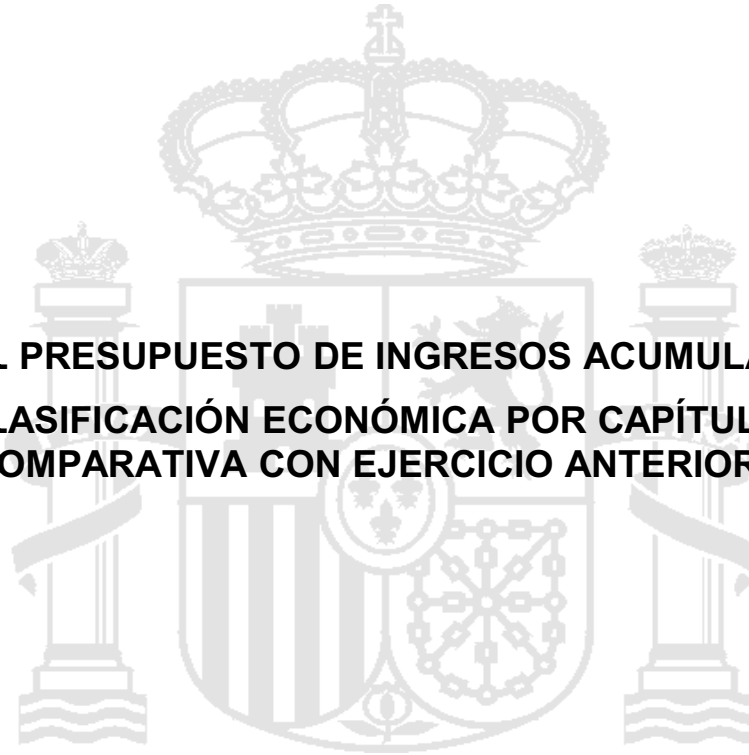 L PRESUPUESTO DE INGRESOS ACUMULA
LASIFICACIÓN ECONÓMICA POR CAPÍTUL
OMPARATIVA CON EJERCICIO ANTERIOR